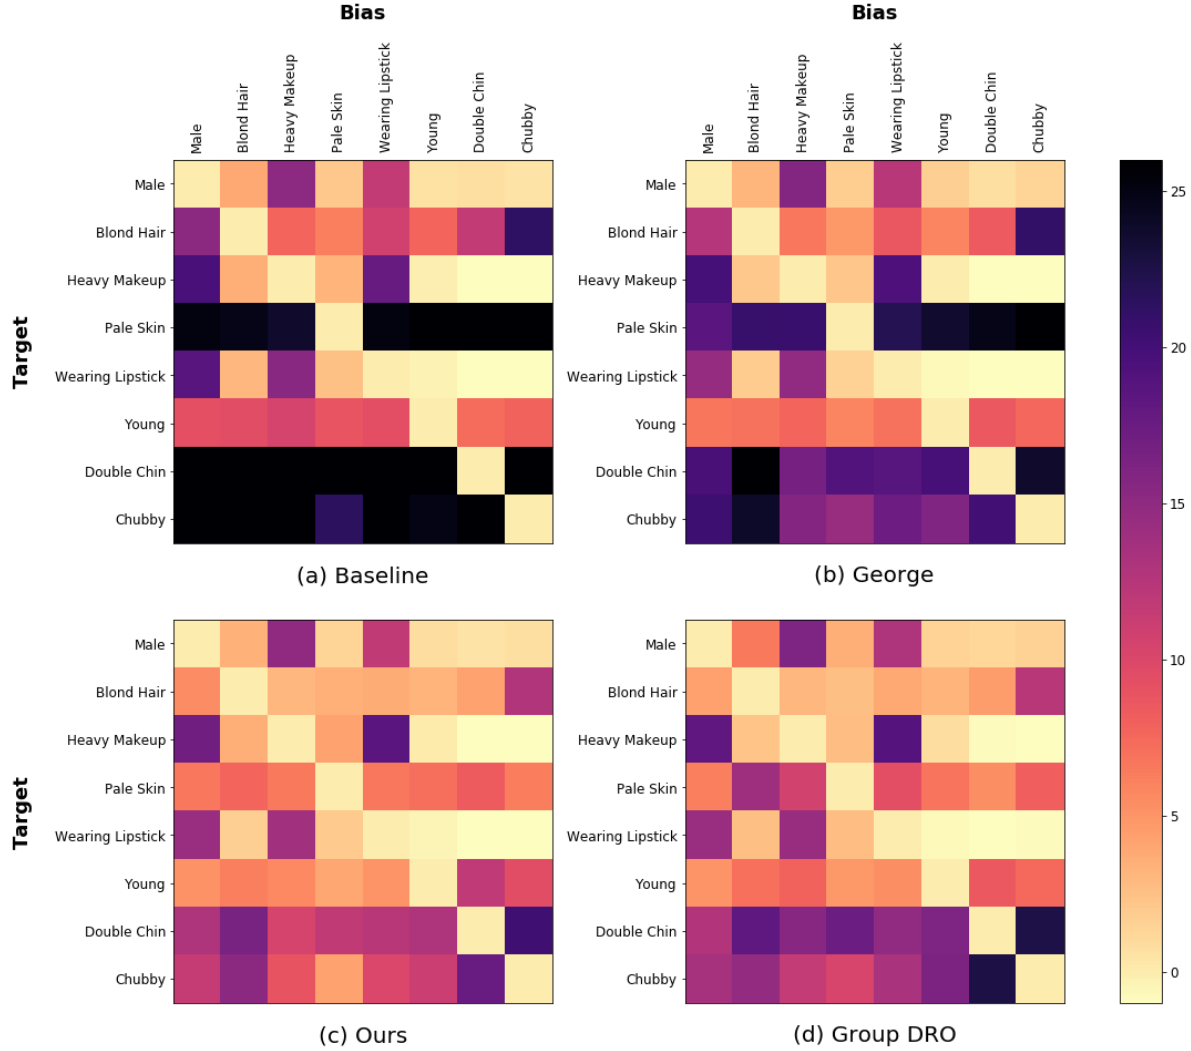 Bias
Bias
Male
Blond Hair
Heavy Makeup
Pale Skin
Wearing Lipstick
Young
Double Chin
Chubby
Male
Blond Hair
Heavy Makeup
Pale Skin
Wearing Lipstick
Young
Double Chin
Chubby
Target
Male
Blond Hair
Heavy Makeup
Pale Skin
Wearing Lipstick
Young
Double Chin
Chubby
(a) Baseline
Male
Blond Hair
Heavy Makeup
Pale Skin
Wearing Lipstick
Young
Double Chin
Chubby
(b) George
Target
Male
Blond Hair
Heavy Makeup
Pale Skin
Wearing Lipstick
Young
Double Chin
Chubby
(c) Ours
Male
Blond Hair
Heavy Makeup
Pale Skin
Wearing Lipstick
Young
Double Chin
Chubby
(d) Group DRO
25
20
15
10
5
0